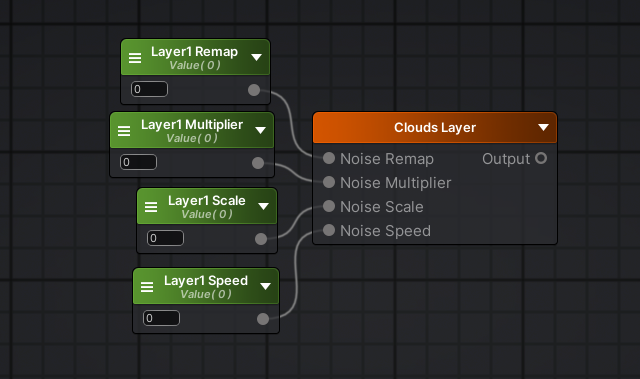 Layer1 Remap
Value( 0 )
0
Layer1 Multiplier
Value( 0 )
0
Layer1 Scale
Value( 0 )
0
Layer1 Speed
Value( 0 )
0
Clouds Layer
Noise Remap Output
Noise Multiplier
Noise Scale
Noise Speed